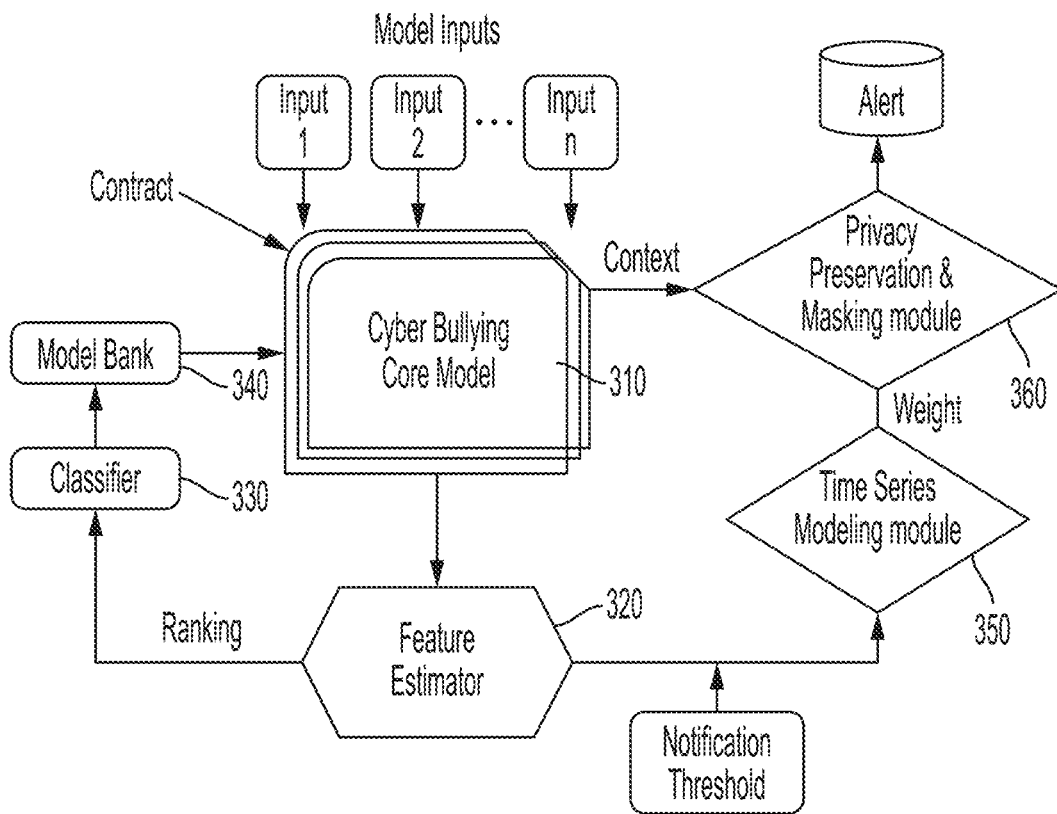 Model Inputs
Input
1
Input
2
...
Input
n
Alert
Contract
Context
Privacy
Preservation &
Masking module
360
Cyber Bullying
Core Model
310
Model Bank
340
Weight
Classifier
330
Time Series
Modeling module
350
Ranking
Feature
Estimator
320
Notification
Threshold